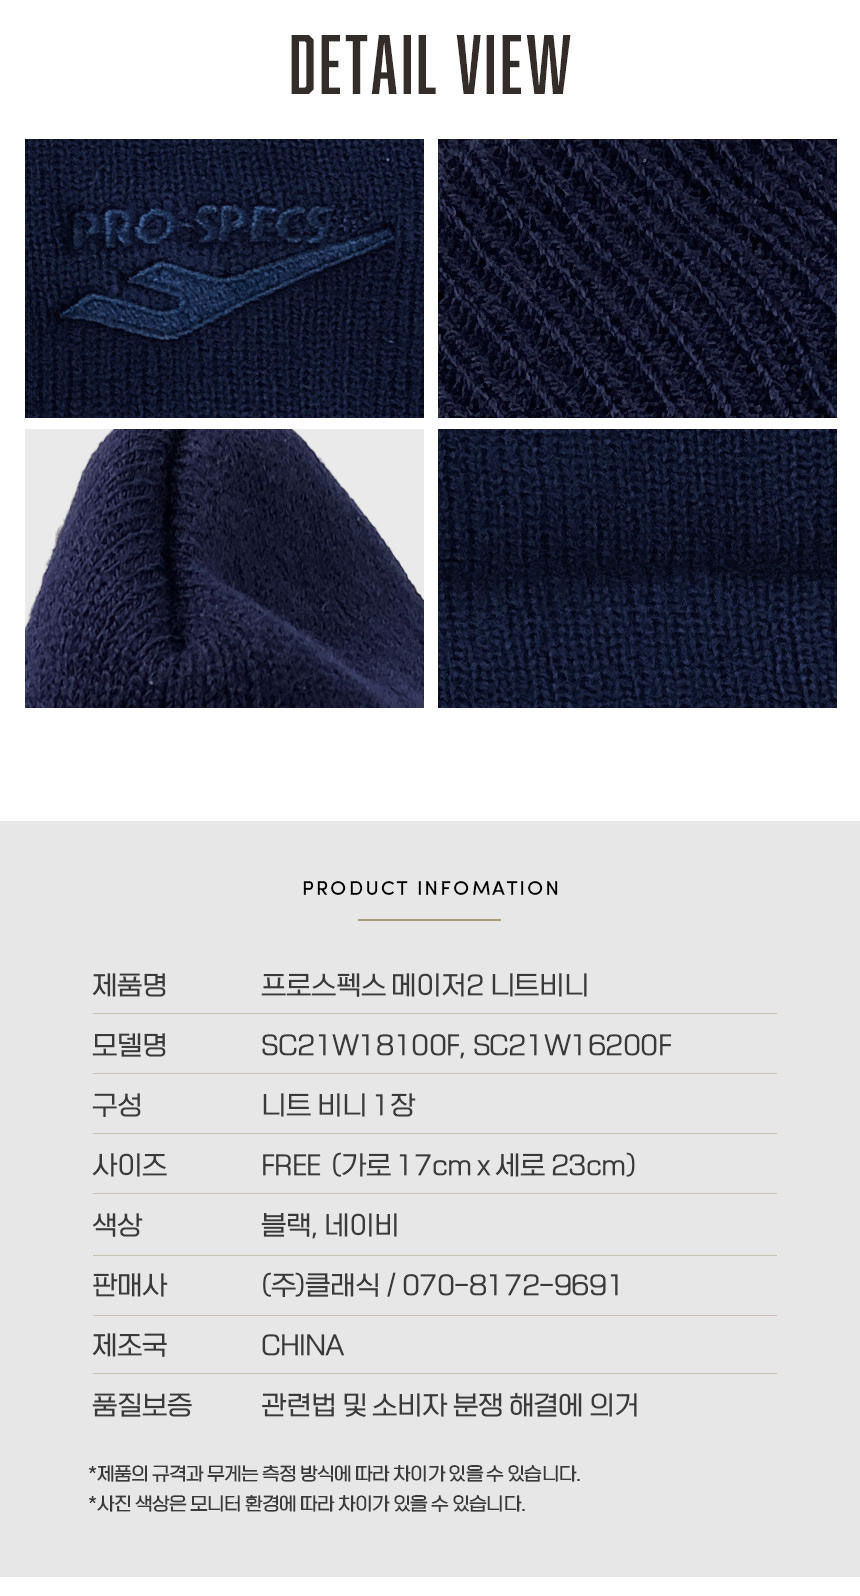 DETAIL VIEW
PRO-SPECS
PRODUCT INFOMATION
제품명 프로스펙스 메이저2 니트비니
모델명 SC21W18100F, SC21W16200F
구성 니트 비니 1장
사이즈 FREE (가로 17cm x 세로 23cm)
색상 블랙, 네이비
판매사 (주)클래식 / 070-8172-9691
제조국 CHINA
품질보증 관련법 및 소비자 분쟁 해결에 의거
*제품의 규격과 무게는 측정 방식에 따라 차이가 있을 수 있습니다.
*사진 색상은 모니터 환경에 따라 차이가 있을 수 있습니다.